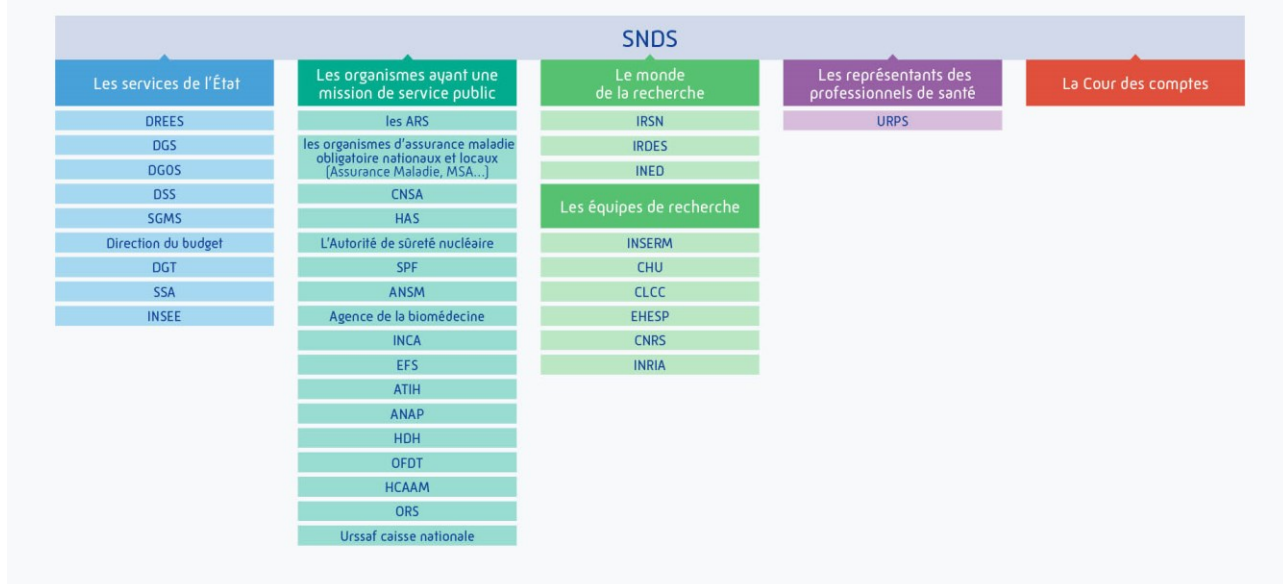 SNDS
Les services de l'État
DREES
DGS
DGOS
DSS
SGMS
Direction du budget
DGT
SSA
INSEE
Les organismes ayant une
mission de service public
les ARS
les organismes d'assurance maladie
obligatoire nationaux et locaux
(Assurance Maladie, MSA...)
CNSA
HAS
L'Autorité de sûreté nucléaire
SPF
ANSM
Agence de la biomédecine
INCA
EFS
ATIH
ANAP
HDH
OFDT
HCAAM
ORS
Urssaf caisse nationale
Le monde
de la recherche
IRSN
IRDES
INED
Les équipes de recherche
INSERM
CHU
CLCC
EHESP
CNRS
INRIA
Les représentants des
professionnels de santé
URPS
La Cour des comptes